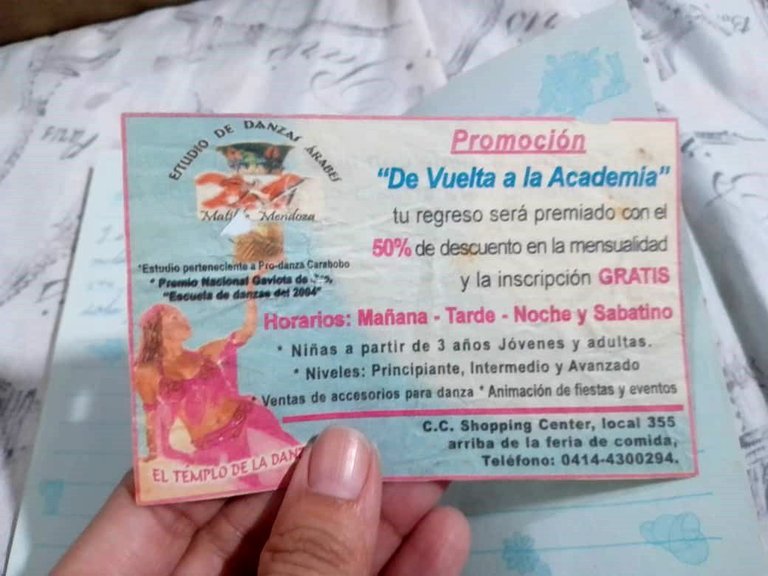 ESTUDIO DE DANZAS ÁRABES
Mendoza
*Estudio perteneciente a Pro-danza Carabobo
* Premio Nacional Gaviota de
"Escuela de danzas del 2004"
EL TEMPLO DE LA
Promoción
"De Vuelta a la Academia"
tu regreso será premiado con el
50% de descuento en la mensualidad
y la inscripción GRATIS
Horarios: Mañana - Tarde - Noche y Sabatino
* Niñas a partir de 3 años Jóvenes y adultas.
* Niveles: Principiante, Intermedio y Avanzado
* Ventas de accesorios para danza * Animación de fiestas y eventos
C.C. Shopping Center, local 355
arriba de la feria de comida,
Teléfono: 0414-4300294.